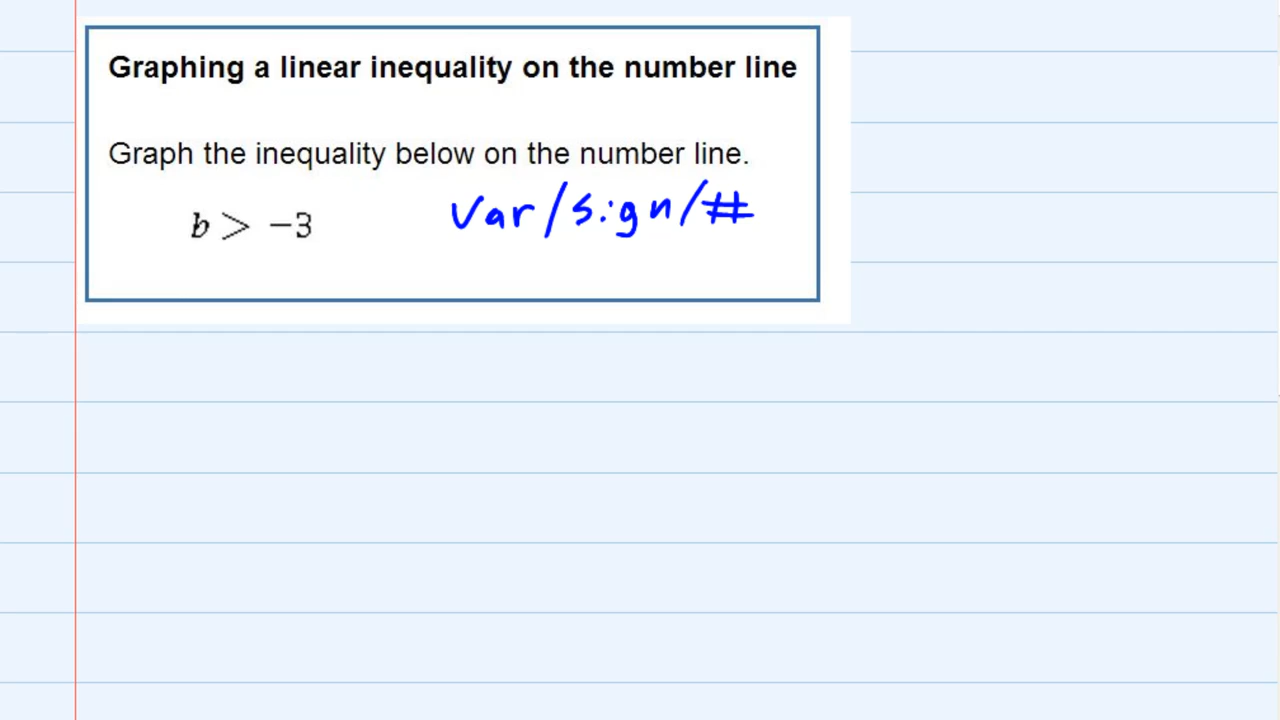 Graphing a linear inequality on the number line
Graph the inequality below on the number line.
b > −3 var/sign/#